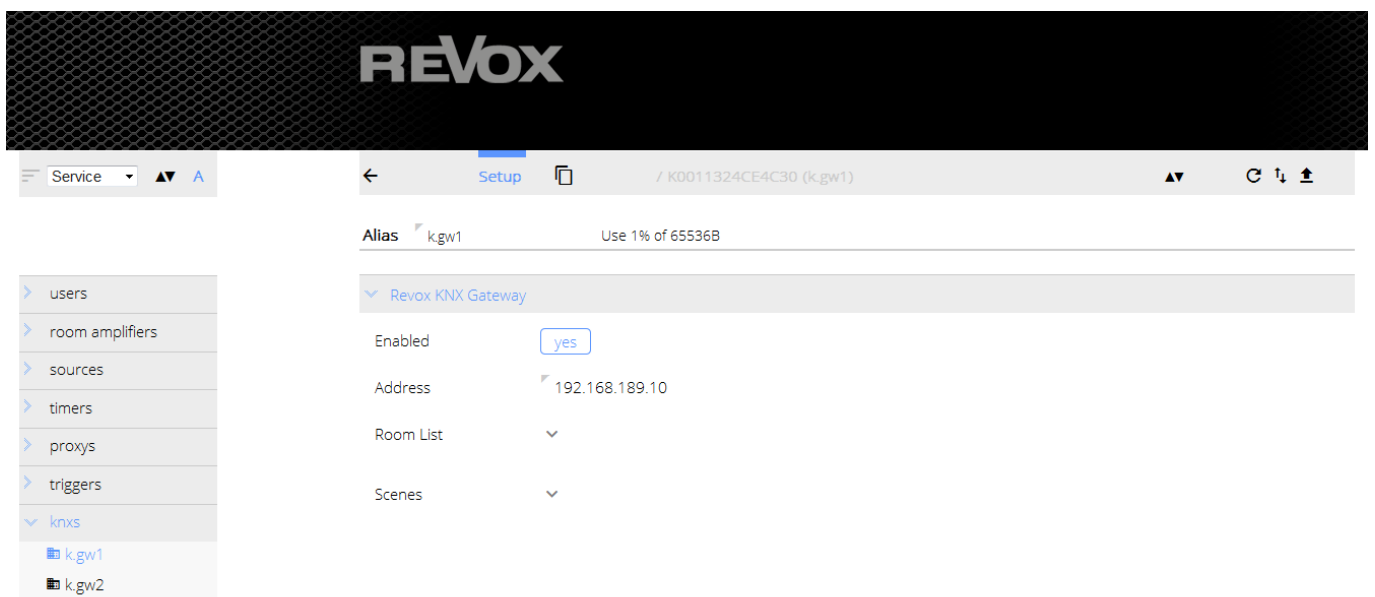 REVOX
Service A
Setup / K0011324CE4C30 (k.gw1)
Alias k.gw1 Use 1% of 65536B
users
room amplifiers
sources
timers
proxys
triggers
knxs
k.gw1
k.gw2
Revox KNX Gateway
Enabled yes
Address 192.168.189.10
Room List
Scenes